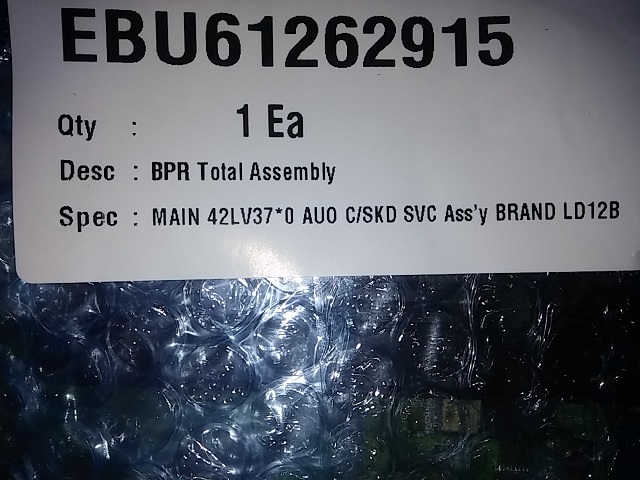 EBU61262915
Qty : 1 Ea
Desc : BPR Total Assembly
Spec : MAIN 42LV37*0 AUO C/SKD SVC Ass'y BRAND LD12B